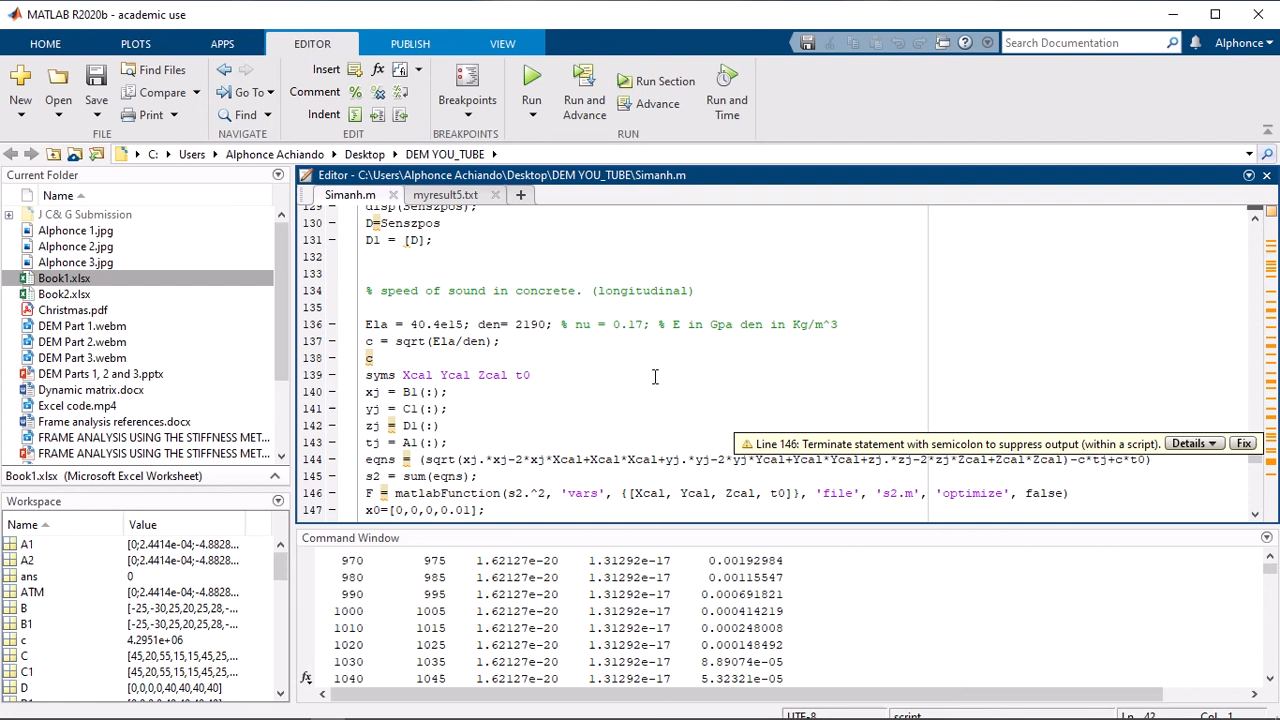 MATLAB R2020b - academic use
HOME PLOTS APPS EDITOR PUBLISH VIEW Search Documentation Alphonce
New Open Save Find Files Compare Print Go To Find Insert fx Comment Indent Breakpoints Run Run and Advance Run Section Advance Run and Time
FILE NAVIGATE EDIT BREAKPOINTS RUN
C: Users Alphonce Achiando Desktop DEM YOU_TUBE
Current Folder
Name
J C& G Submission
Alphonce 1.jpg
Alphonce 2.jpg
Alphonce 3.jpg
Book1.xlsx
Book2.xlsx
Christmas.pdf
DEM Part 1.webm
DEM Part 2.webm
DEM Part 3.webm
DEM Parts 1, 2 and 3.pptx
Dynamic matrix.docx
Excel code.mp4
Frame analysis references.docx
FRAME ANALYSIS USING THE STIFFNESS MET...
FRAME ANALYSIS USING THE STIFFNESS MET...
Book1.xlsx (Microsoft Excel Worksheet)
Workspace
Name Value
A1 [0;2.4414e-04;-4.8828...
A2 [0;2.4414e-04;-4.8828...
ans 0
ATM [0;2.4414e-04;-4.8828...
B [-25,-30,25,20,25,28,-...
B1 [-25,-30,25,20,25,28,-...
c 4.2951e+06
C [45,20,55,15,15,45,25,...
C1 [45,20,55,15,15,45,25,...
D [0,0,0,0,40,40,40,40]
Editor - C:\Users\Alphonce Achiando\Desktop\DEM YOU_TUBE\Simanh.m
Simanh.m myresult5.txt
129 disp(Senszpos);
130 D=Senszpos
131 D1 = [D];
132
133
134 % speed of sound in concrete. (longitudinal)
135
136 Ela = 40.4e15; den= 2190; % nu = 0.17; % E in Gpa den in Kg/m^3
137 c = sqrt(Ela/den);
138 c
139 syms Xcal Ycal Zcal t0
140 xj = B1(:);
141 yj = C1(:);
142 zj = D1(:)
143 tj = A1(:);
Line 146: Terminate statement with semicolon to suppress output (within a script). Details Fix
144 eqns = (sqrt(xj.*xj-2*xj*Xcal+Xcal*Xcal+yj.*yj-2*yj*Ycal+Ycal*Ycal+zj.*zj-2*zj*Zcal+Zcal*Zcal)-c*tj+c*t0)
145 s2 = sum(eqns);
146 F = matlabFunction(s2.^2, 'vars', {[Xcal, Ycal, Zcal, t0]}, 'file', 's2.m', 'optimize', false)
147 x0=[0,0,0,0.01];
Command Window
970 975 1.62127e-20 1.31292e-17 0.00192984
980 985 1.62127e-20 1.31292e-17 0.00115547
990 995 1.62127e-20 1.31292e-17 0.000691821
1000 1005 1.62127e-20 1.31292e-17 0.000414219
1010 1015 1.62127e-20 1.31292e-17 0.000248008
1020 1025 1.62127e-20 1.31292e-17 0.000148492
1030 1035 1.62127e-20 1.31292e-17 8.89074e-05
1040 1045 1.62127e-20 1.31292e-17 5.32321e-05
fx
UTF-8 script Ln 42 Col 1